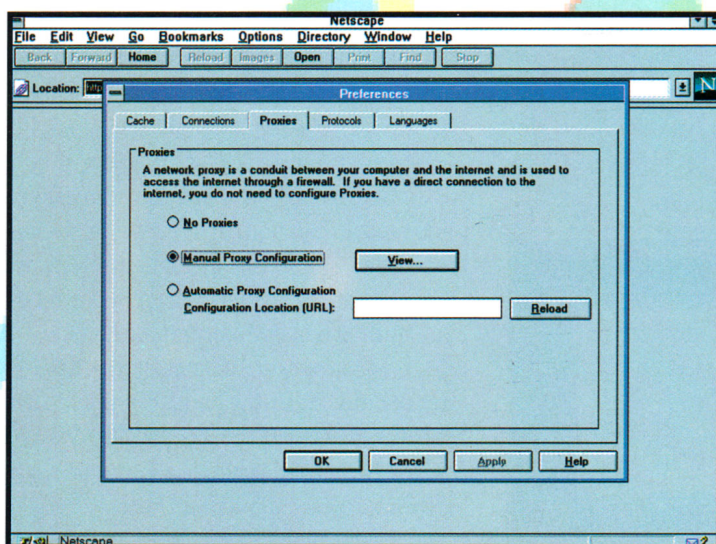 Netscape
File Edit View Go Bookmarks Options Directory Window Help
Back Forward Home Reload Images Open Print Find Stop
Location:
N
Preferences
Cache Connections Proxies Protocols Languages
Proxies
A network proxy is a conduit between your computer and the internet and is used to
access the internet through a firewall. If you have a direct connection to the
internet, you do not need to configure Proxies.
No Proxies
Manual Proxy Configuration View...
Automatic Proxy Configuration
Configuration Location (URL): Reload
OK Cancel Apply Help
Netscape